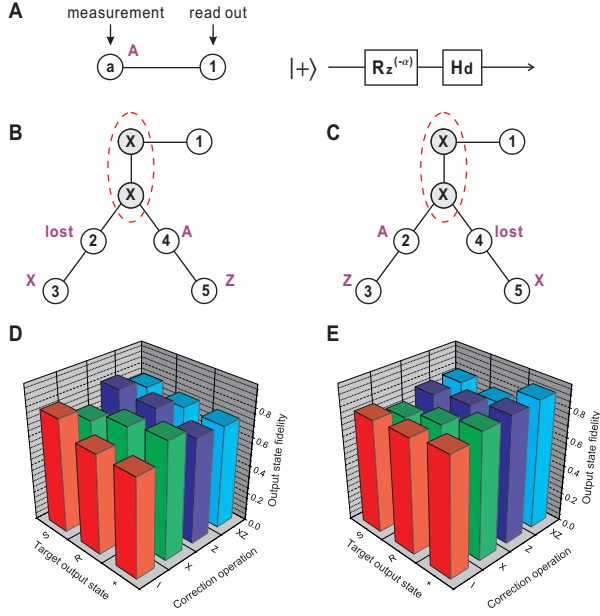 A
measurement
read out
A
a
1
|+⟩
Rz(-α)
Hd
B
X
1
X
lost
2
4
A
X
3
5
Z
C
X
1
X
A
2
4
lost
Z
3
5
X
D
0.8
0.6
0.4
0.2
0.0
Output state fidelity
S
R
+
Target output state
I
X
Z
XZ
Correction operation
E
0.8
0.6
0.4
0.2
0.0
Output state fidelity
S
R
+
Target output state
I
X
Z
XZ
Correction operation